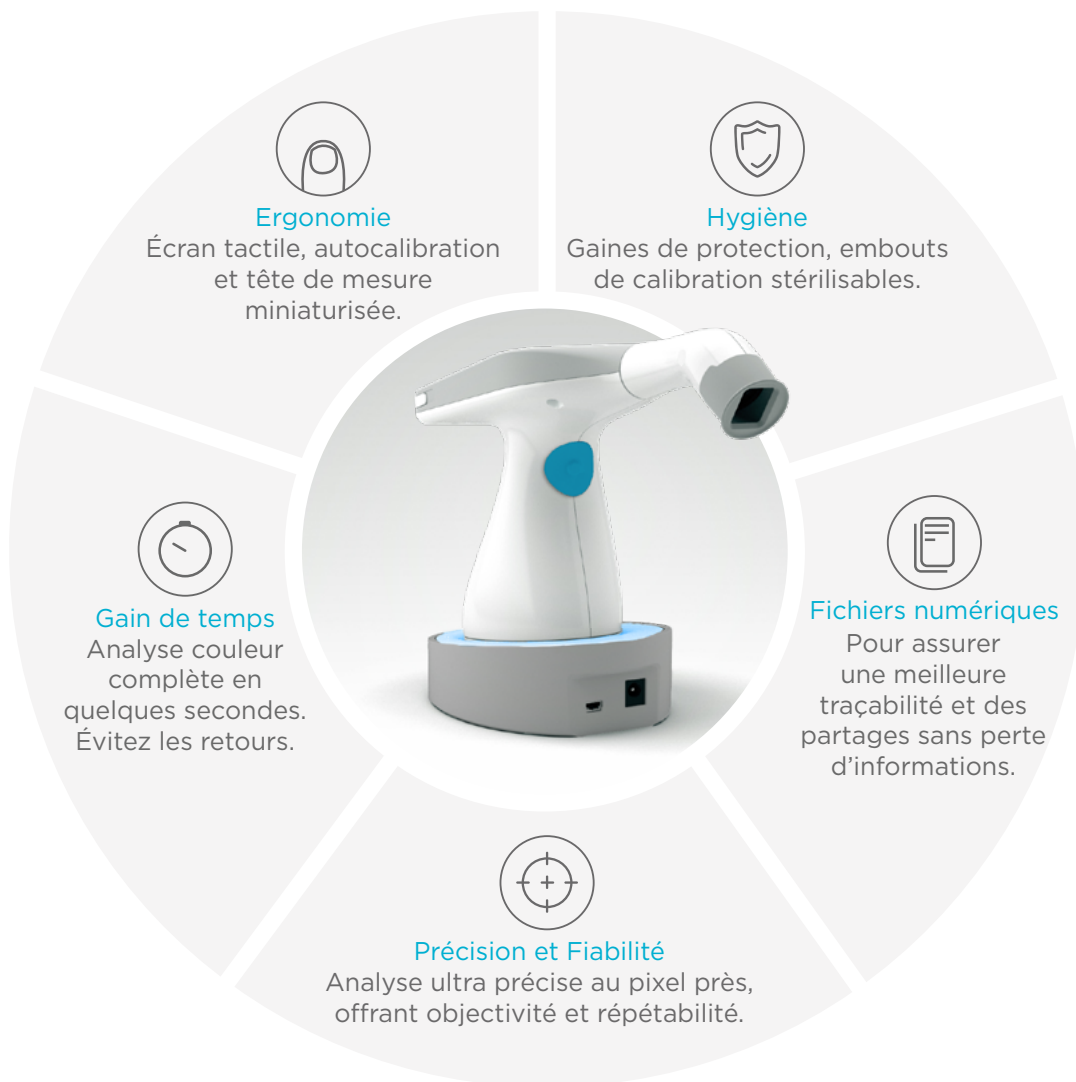 Ergonomie
Écran tactile, autocalibration
et tête de mesure
miniaturisée.
Hygiène
Gaines de protection, embouts
de calibration stérilisables.
Gain de temps
Analyse couleur
complète en
quelques secondes.
Évitez les retours.
Fichiers numériques
Pour assurer
une meilleure
traçabilité et des
partages sans perte
d’informations.
Précision et Fiabilité
Analyse ultra précise au pixel près,
offrant objectivité et répétabilité.